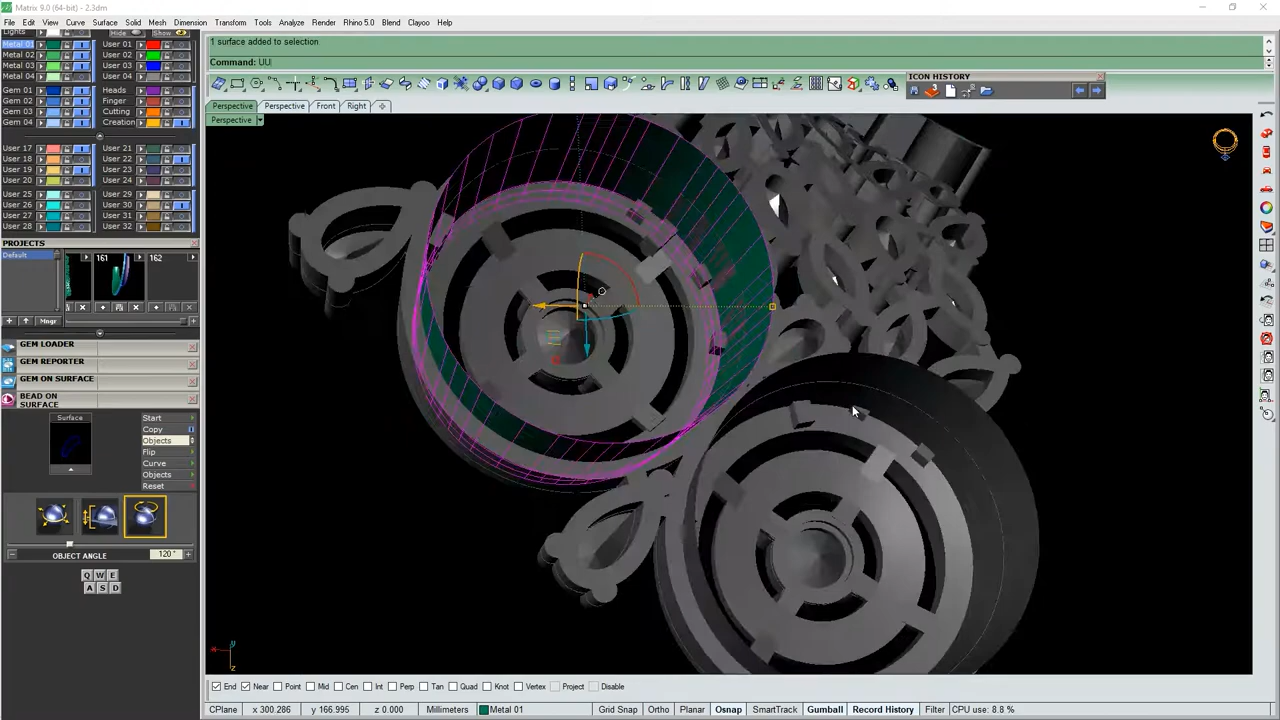 Matrix 9.0 (64-bit) - 2.3dm
File Edit View Curve Surface Solid Mesh Dimension Transform Tools Analyze Render Rhino 5.0 Blend Clayoo Help
Lights Hide Show
Metal 01 User 01
Metal 02 User 02
Metal 03 User 03
Metal 04 User 04
Gem 01 Heads
Gem 02 Finger
Gem 03 Cutting
Gem 04 Creation
User 17 User 21
User 18 User 22
User 19 User 23
User 20 User 24
User 25 User 29
User 26 User 30
User 27 User 31
User 28 User 32
PROJECTS
Default
161 162
Mngr
GEM LOADER
GEM REPORTER
GEM ON SURFACE
BEAD ON
SURFACE
Surface
Start
Copy
Objects
Flip
Curve
Objects
Reset
OBJECT ANGLE 120°
Q W E
A S D
1 surface added to selection
Command: UU
ICON HISTORY
Perspective Perspective Front Right
Perspective
x y z
End Near Point Mid Cen Int Perp Tan Quad Knot Vertex Project Disable
CPlane x 300.286 y 166.995 z 0.000 Millimeters Metal 01 Grid Snap Ortho Planar Osnap SmartTrack Gumball Record History Filter CPU use: 8.8 %